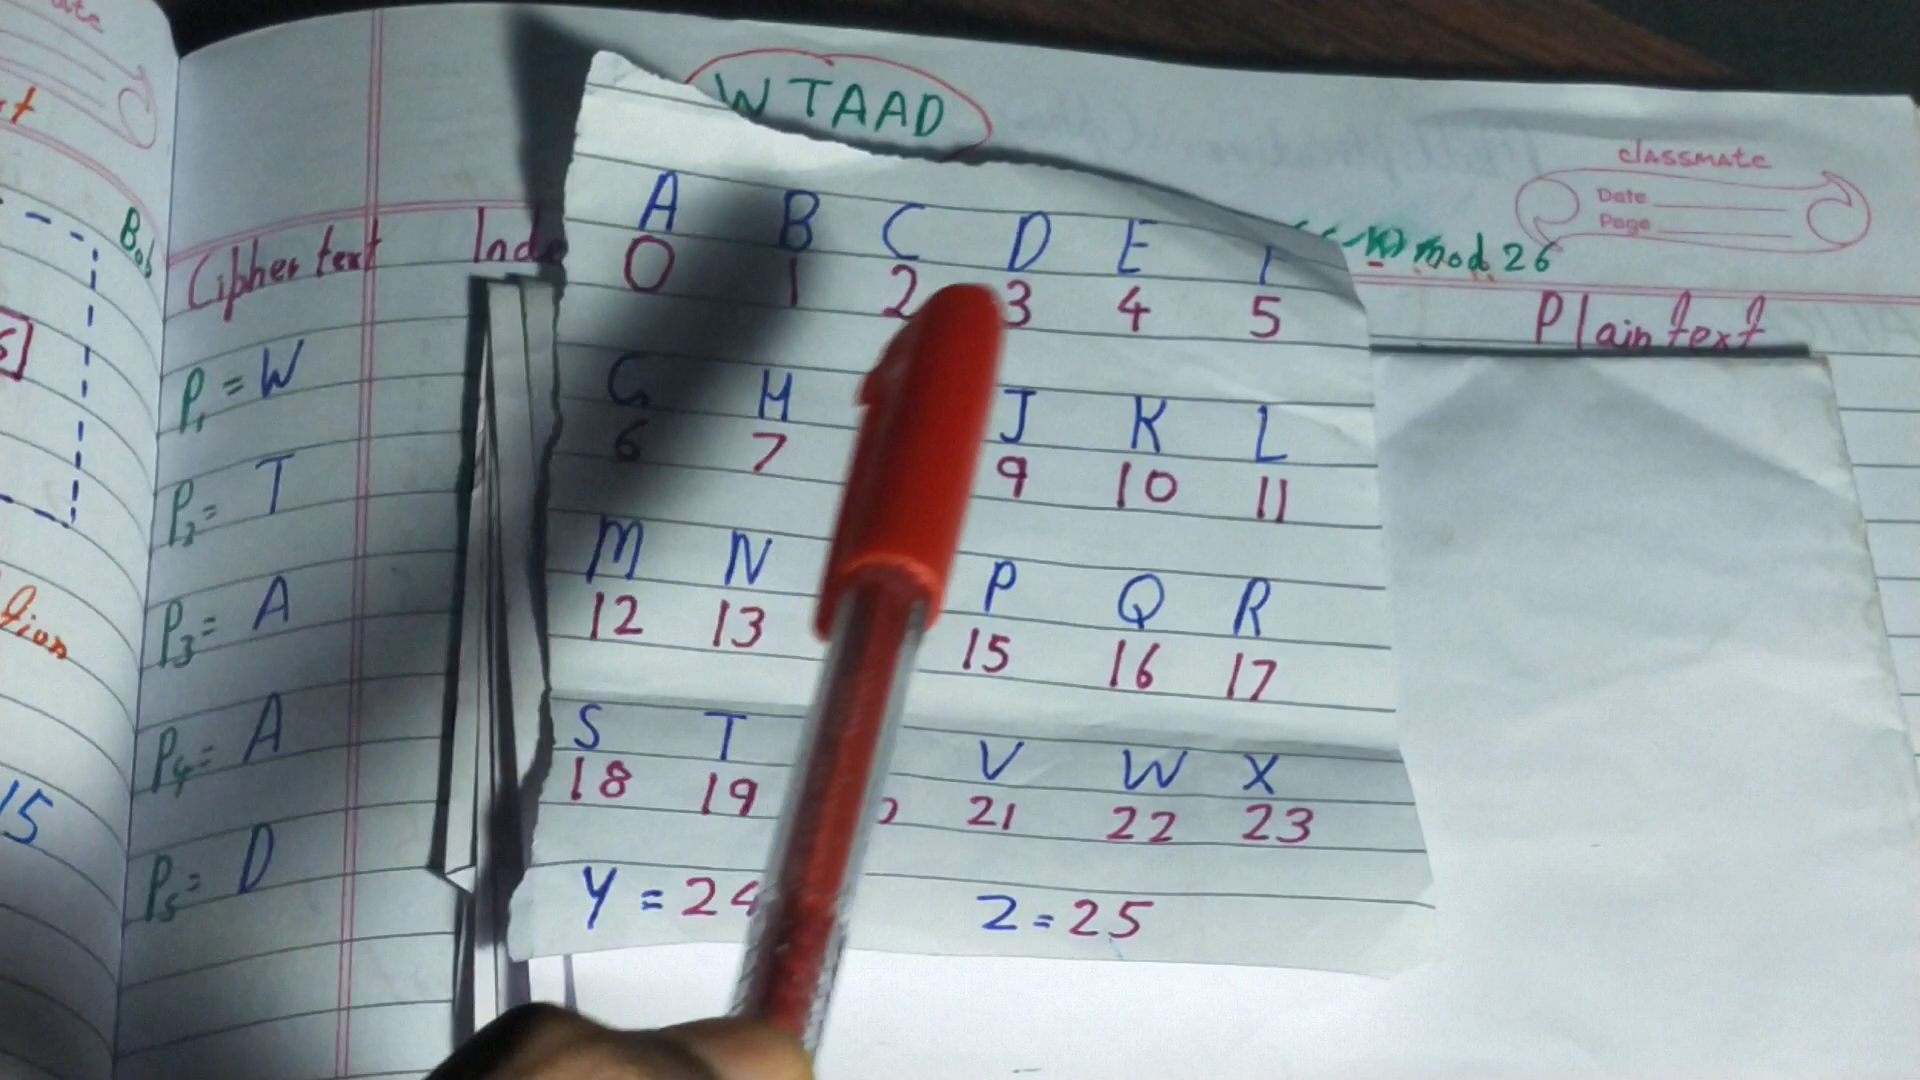 WTAAD
classmate
Date
Page
mod 26
Cipher text
Plain text
Bob
A B C D E
0 1 2 3 4 5
G H J K L
6 7 9 10 11
M N P Q R
12 13 15 16 17
S T V W X
18 19 21 22 23
Y = 24 Z = 25
P1 = W
P2 = T
P3 = A
P4 = A
P5 = D
15